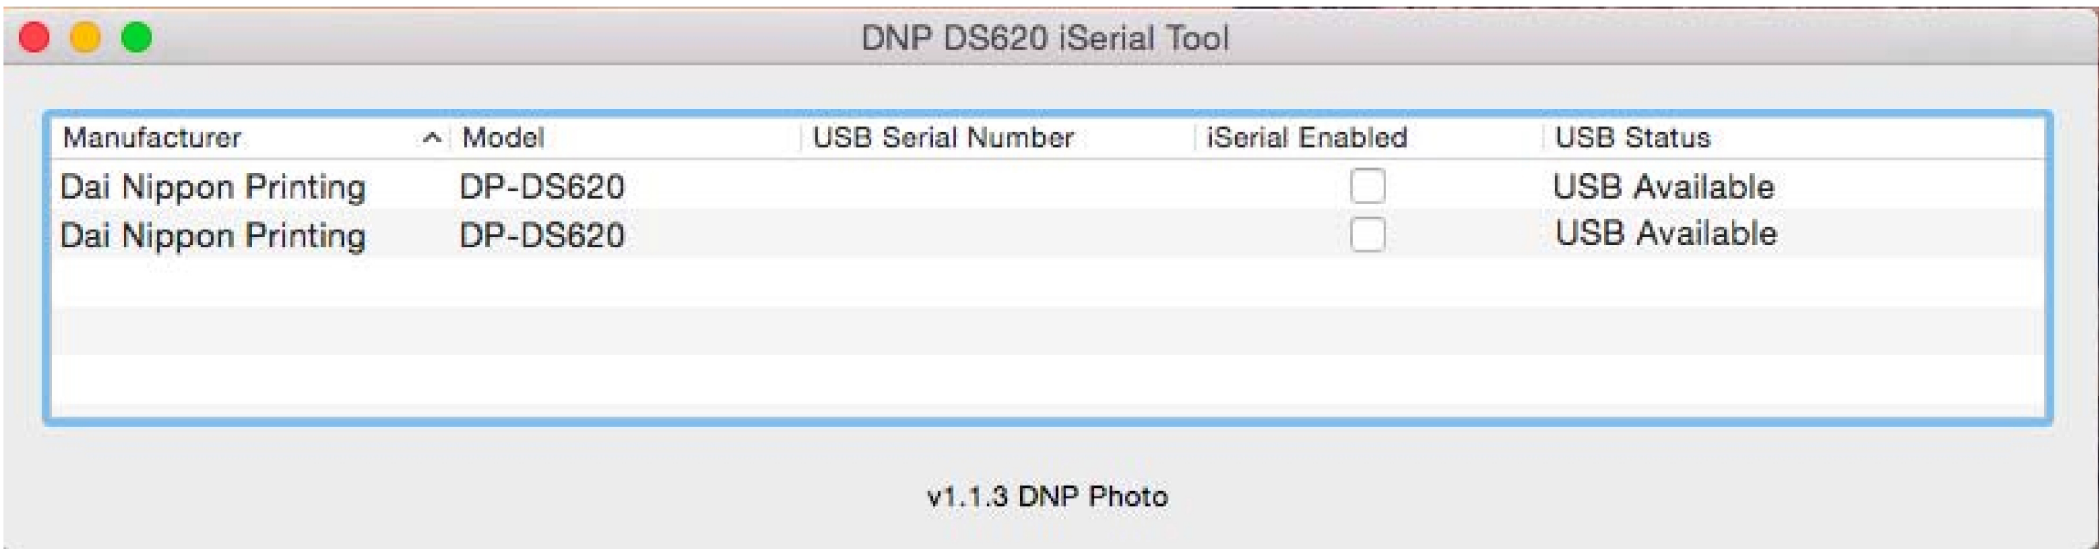 DNP DS620 iSerial Tool
Manufacturer Model USB Serial Number iSerial Enabled USB Status
Dai Nippon Printing DP-DS620 USB Available
Dai Nippon Printing DP-DS620 USB Available
v1.1.3 DNP Photo